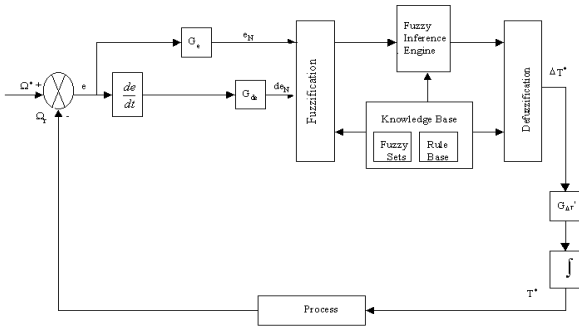 Ω* +
Ωr
-
e
de
dt
Ge
eN
Gde
deN
Fuzzification
Fuzzy
Inference
Engine
Knowledge Base
Fuzzy
Sets
Rule
Base
Defuzzification
ΔT*
GΔT*
∫
T*
Process